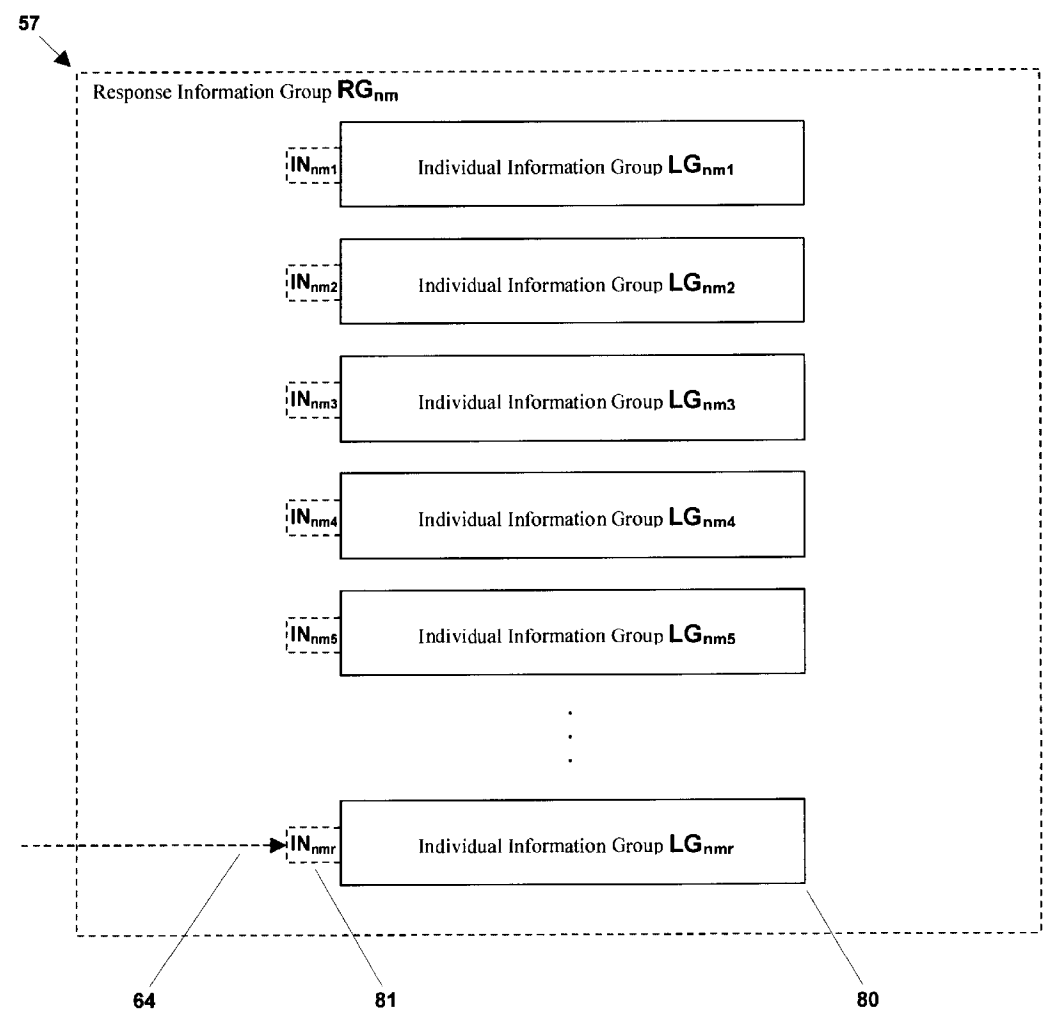 57
Response Information Group RGnm
INnm1 Individual Information Group LGnm1
INnm2 Individual Information Group LGnm2
INnm3 Individual Information Group LGnm3
INnm4 Individual Information Group LGnm4
INnm5 Individual Information Group LGnm5
INnmr Individual Information Group LGnmr
64 81 80